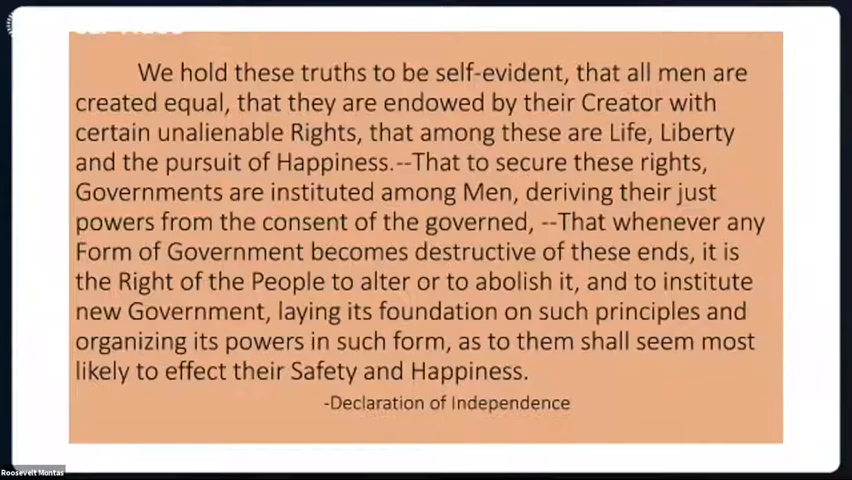 We hold these truths to be self-evident, that all men are
created equal, that they are endowed by their Creator with
certain unalienable Rights, that among these are Life, Liberty
and the pursuit of Happiness.--That to secure these rights,
Governments are instituted among Men, deriving their just
powers from the consent of the governed, --That whenever any
Form of Government becomes destructive of these ends, it is
the Right of the People to alter or to abolish it, and to institute
new Government, laying its foundation on such principles and
organizing its powers in such form, as to them shall seem most
likely to effect their Safety and Happiness.
-Declaration of Independence
Roosevelt Montas